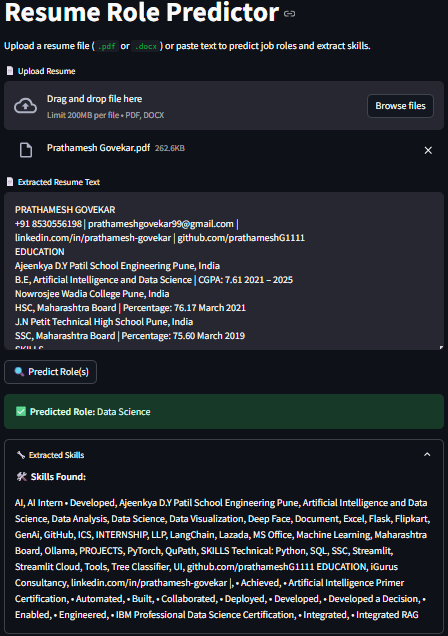 Resume Role Predictor
Upload a resume file ( .pdf or .docx ) or paste text to predict job roles and extract skills.
Upload Resume
Drag and drop file here
Limit 200MB per file • PDF, DOCX
Browse files
Prathamesh Govekar.pdf 262.6KB
Extracted Resume Text
PRATHAMESH GOVEKAR
+91 8530556198 | prathameshgovekar99@gmail.com |
linkedin.com/in/prathamesh-govekar | github.com/prathameshG1111
EDUCATION
Ajeenkya D.Y Patil School Engineering Pune, India
B.E, Artificial Intelligence and Data Science | CGPA: 7.61 2021 – 2025
Nowrosjee Wadia College Pune, India
HSC, Maharashtra Board | Percentage: 76.17 March 2021
J.N Petit Technical High School Pune, India
SSC, Maharashtra Board | Percentage: 75.60 March 2019
SKILLS
Predict Role(s)
Predicted Role: Data Science
Extracted Skills
Skills Found:
AI, AI Intern • Developed, Ajeenkya D.Y Patil School Engineering Pune, Artificial Intelligence and Data
Science, Data Analysis, Data Science, Data Visualization, Deep Face, Document, Excel, Flask, Flipkart,
GenAi, GitHub, ICS, INTERNSHIP, LLP, LangChain, Lazada, MS Office, Machine Learning, Maharashtra
Board, Ollama, PROJECTS, PyTorch, QuPath, SKILLS Technical: Python, SQL, SSC, Streamlit,
Streamlit Cloud, Tools, Tree Classifier, UI, github.com/prathameshG1111 EDUCATION, iGurus
Consultancy, linkedin.com/in/prathamesh-govekar |, • Achieved, • Artificial Intelligence Primer
Certification, • Automated, • Built, • Collaborated, • Deployed, • Developed, • Developed a Decision, •
Enabled, • Engineered, • IBM Professional Data Science Certification, • Integrated, • Integrated RAG